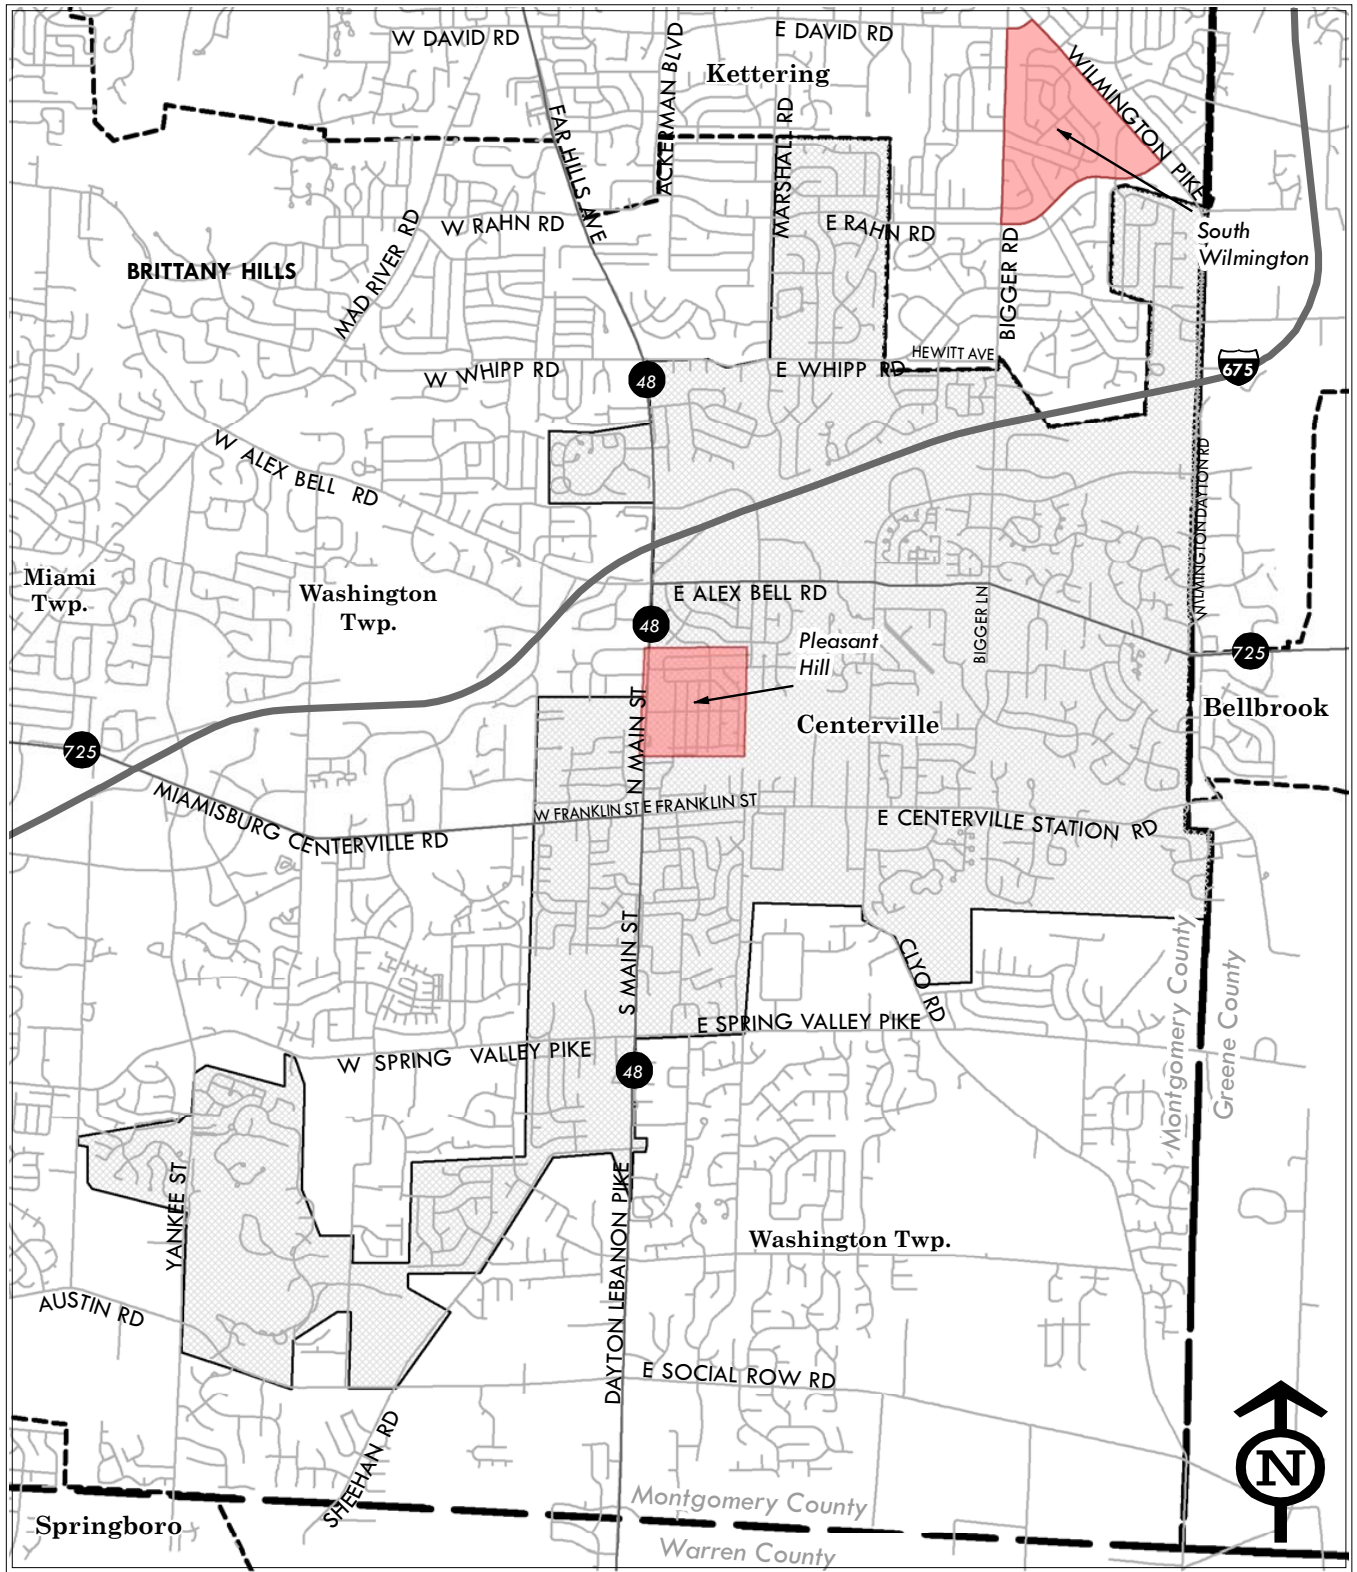 W DAVID RD
E DAVID RD
Kettering
FAR HILLS AVE
ACKERMAN BLVD
MARSHALL RD
WILMINGTON PIKE
W RAHN RD
E RAHN RD
South
Wilmington
BRITTANY HILLS
MAD RIVER RD
BIGGER RD
HEWITT AVE
W WHIPP RD
48
E WHIPP RD
675
W ALEX BELL RD
WILMINGTON DAYTON RD
Miami
Twp.
Washington
Twp.
E ALEX BELL RD
BIGGER LN
48
Pleasant
Hill
725
Bellbrook
Centerville
N MAIN ST
725
MIAMISBURG CENTERVILLE RD
W FRANKLIN ST
E FRANKLIN ST
E CENTERVILLE STATION RD
S MAIN ST
CLYO RD
Montgomery County
Greene County
E SPRING VALLEY PIKE
W SPRING VALLEY PIKE
48
YANKEE ST
DAYTON LEBANON PIKE
Washington Twp.
AUSTIN RD
E SOCIAL ROW RD
SHEEHAN RD
N
Montgomery County
Springboro
Warren County